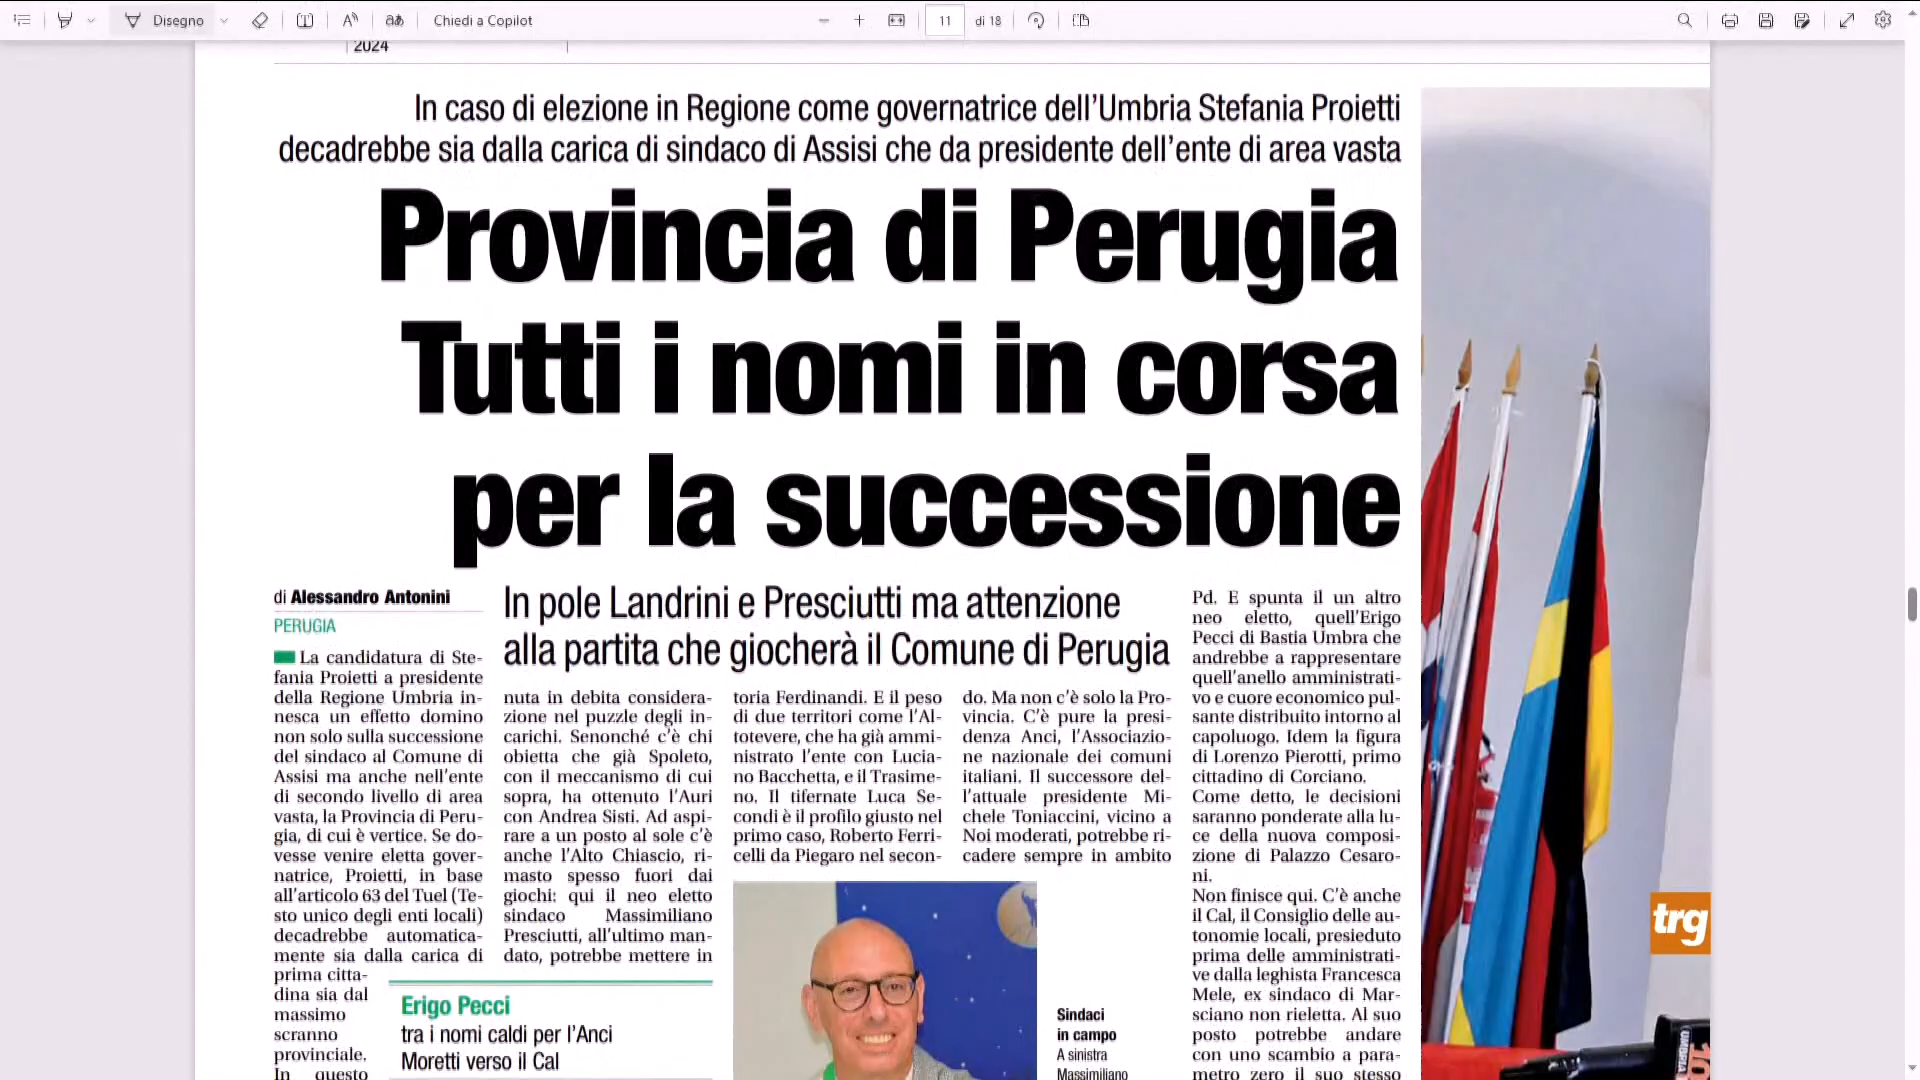 Disegno
Chiedi a Copilot
11
di 18
2024
In caso di elezione in Regione come governatrice dell'Umbria Stefania Proietti
decadrebbe sia dalla carica di sindaco di Assisi che da presidente dell'ente di area vasta
Provincia di Perugia
Tutti i nomi in corsa
per la successione
di Alessandro Antonini
PERUGIA
In pole Landrini e Presciutti ma attenzione
alla partita che giocherà il Comune di Perugia
La candidatura di Ste-
fania Proietti a presidente
della Regione Umbria in-
nesca un effetto domino
non solo sulla successione
del sindaco al Comune di
Assisi ma anche nell'ente
di secondo livello di area
vasta, la Provincia di Peru-
gia, di cui è vertice. Se do-
vesse venire eletta gover-
natrice, Proietti, in base
all'articolo 63 del Tuel (Te-
sto unico degli enti locali)
decadrebbe automatica-
mente sia dalla carica di
prima citta-
dina sia dal
massimo
scranno
provinciale.
In questo
nuta in debita considera-
zione nel puzzle degli in-
carichi. Senonché c'è chi
obietta che già Spoleto,
con il meccanismo di cui
sopra, ha ottenuto l'Auri
con Andrea Sisti. Ad aspi-
rare a un posto al sole c'è
anche l'Alto Chiascio, ri-
masto spesso fuori dai
giochi: qui il neo eletto
sindaco Massimiliano
Presciutti, all'ultimo man-
dato, potrebbe mettere in
Erigo Pecci
tra i nomi caldi per l'Anci
Moretti verso il Cal
toria Ferdinandi. E il peso
di due territori come l'Al-
totevere, che ha già ammi-
nistrato l'ente con Lucia-
no Bacchetta, e il Trasime-
no. Il tifernate Luca Se-
condi è il profilo giusto nel
primo caso, Roberto Ferri-
celli da Piegaro nel secon-
do. Ma non c'è solo la Pro-
vincia. C'è pure la presi-
denza Anci, l'Associazio-
ne nazionale dei comuni
italiani. Il successore del-
l'attuale presidente Mi-
chele Toniaccini, vicino a
Noi moderati, potrebbe ri-
cadere sempre in ambito
Sindaci
in campo
A sinistra
Massimiliano
Pd. E spunta il un altro
neo eletto, quell'Erigo
Pecci di Bastia Umbra che
andrebbe a rappresentare
quell'anello amministrati-
vo e cuore economico pul-
sante distribuito intorno al
capoluogo. Idem la figura
di Lorenzo Pierotti, primo
cittadino di Corciano.
Come detto, le decisioni
saranno ponderate alla lu-
ce della nuova composi-
zione di Palazzo Cesaro-
ni.
Non finisce qui. C'è anche
il Cal, il Consiglio delle au-
tonomie locali, presieduto
prima delle amministrati-
ve dalla leghista Francesca
Mele, ex sindaco di Mar-
sciano non rieletta. Al suo
posto potrebbe andare
con uno scambio a para-
metro zero il suo stesso
trg